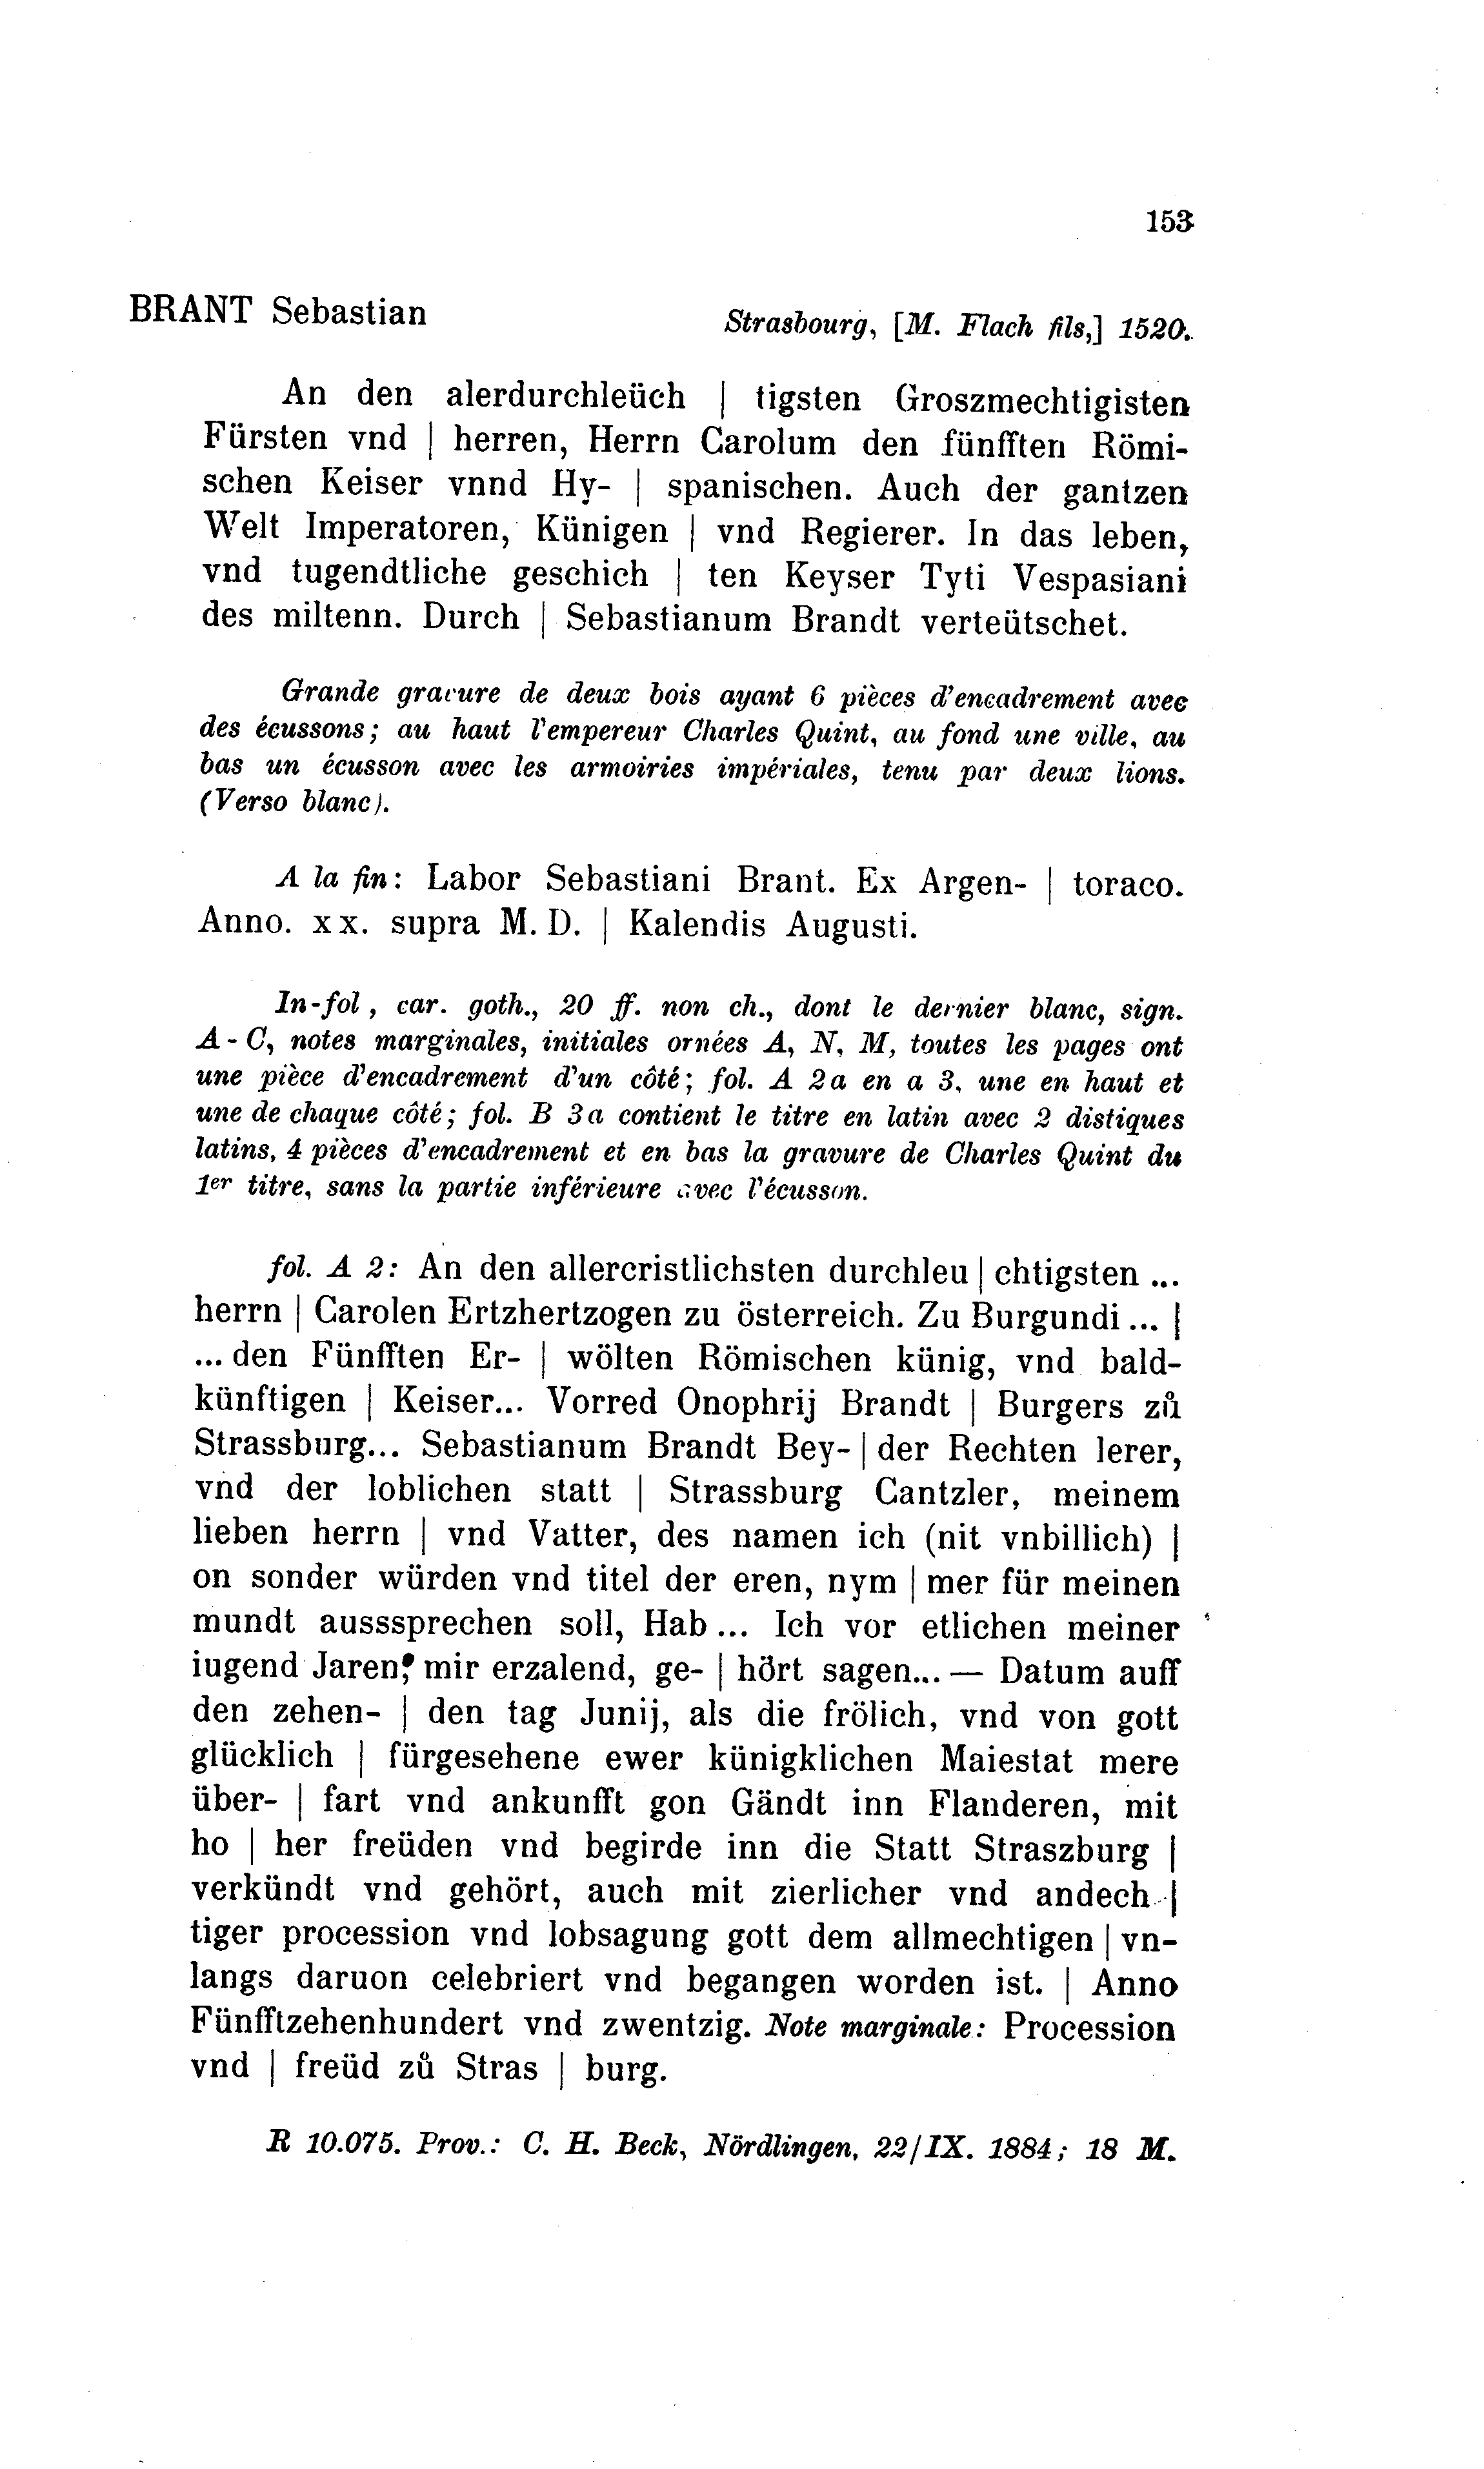 153
BRANT Sebastian Strasbourg, [M. Flach fils,] 1520.
An den alerdurchleüch | tigsten Groszmechtigisten
Fürsten vnd | herren, Herrn Carolum den fünfften Römi-
schen Keiser vnnd Hy- | spanischen. Auch der gantzen
Welt Imperatoren, Künigen | vnd Regierer. In das leben,
vnd tugendtliche geschich | ten Keyser Tyti Vespasiani
des miltenn. Durch | Sebastianum Brandt verteütschet.
Grande gravure de deux bois ayant 6 pièces d'encadrement avec
des écussons; au haut l'empereur Charles Quint, au fond une ville, au
bas un écusson avec les armoiries impériales, tenu par deux lions.
(Verso blanc).
A la fin: Labor Sebastiani Brant. Ex Argen- | toraco.
Anno. xx. supra M. D. | Kalendis Augusti.
In-fol, car. goth., 20 ff. non ch., dont le dernier blanc, sign.
A - C, notes marginales, initiales ornées A, N, M, toutes les pages ont
une pièce d'encadrement d'un côté; fol. A 2a en a 3, une en haut et
une de chaque côté; fol. B 3a contient le titre en latin avec 2 distiques
latins, 4 pièces d'encadrement et en bas la gravure de Charles Quint du
1er titre, sans la partie inférieure avec l'écusson.
fol. A 2: An den allercristlichsten durchleu | chtigsten ...
herrn | Carolen Ertzhertzogen zu österreich. Zu Burgundi ... |
... den Fünfften Er- | wölten Römischen künig, vnd bald-
künftigen | Keiser... Vorred Onophrij Brandt | Burgers zů
Strassburg... Sebastianum Brandt Bey- | der Rechten lerer,
vnd der loblichen statt | Strassburg Cantzler, meinem
lieben herrn | vnd Vatter, des namen ich (nit vnbillich) |
on sonder würden vnd titel der eren, nym | mer für meinen
mundt ausssprechen soll, Hab ... Ich vor etlichen meiner
iugend Jaren, mir erzalend, ge- | hört sagen... — Datum auff
den zehen- | den tag Junij, als die frölich, vnd von gott
glücklich | fürgesehene ewer künigklichen Maiestat mere
über- | fart vnd ankunfft gon Gändt inn Flanderen, mit
ho | her freüden vnd begirde inn die Statt Straszburg |
verkündt vnd gehört, auch mit zierlicher vnd andech |
tiger procession vnd lobsagung gott dem allmechtigen | vn-
langs daruon celebriert vnd begangen worden ist. | Anno
Fünfftzehenhundert vnd zwentzig. Note marginale: Procession
vnd | freüd zů Stras | burg.
R 10.075. Prov.: C. H. Beck, Nördlingen, 22/IX. 1884; 18 M.